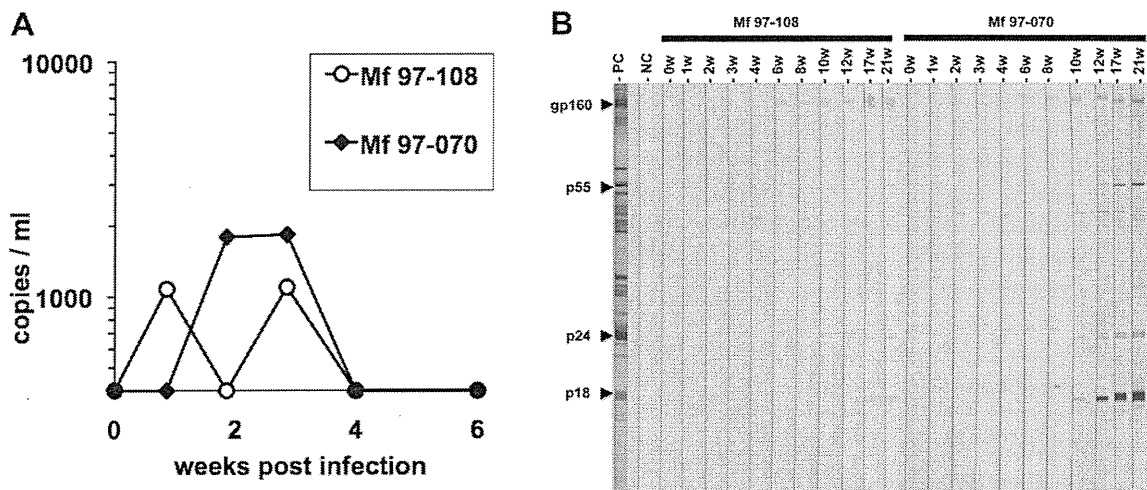 A
10000
1000
copies / ml
0 2 4 6
weeks post infection
Mf 97-108
Mf 97-070
B
Mf 97-108 Mf 97-070
PC NC 0w 1w 2w 3w 4w 6w 8w 10w 12w 17w 21w 0w 1w 2w 3w 4w 6w 8w 10w 12w 17w 21w
gp160
p55
p24
p18